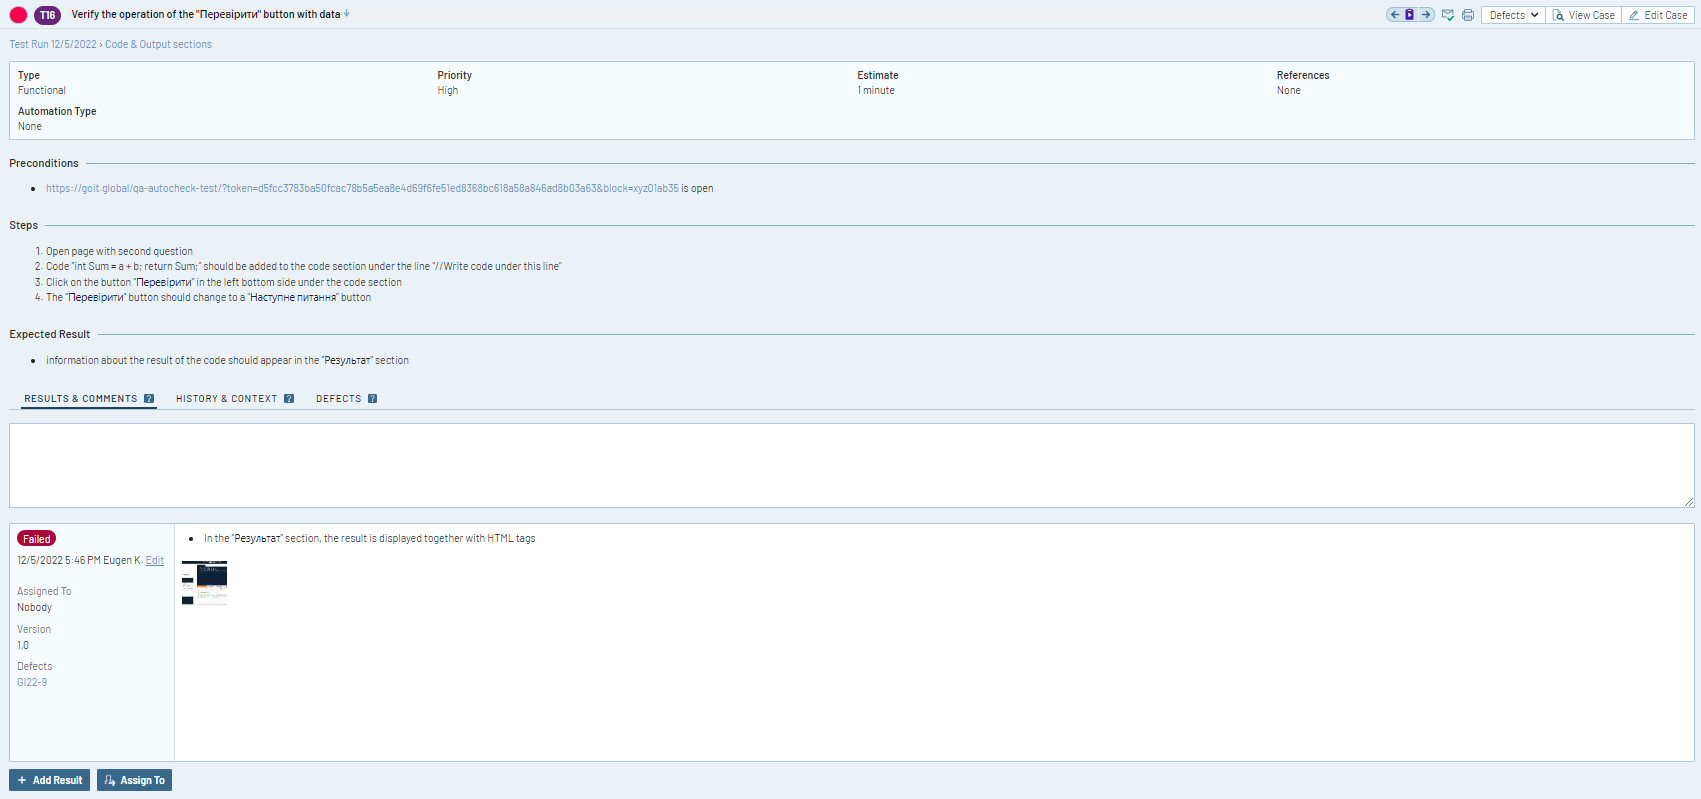 T16 Verify the operation of the "Перевірити" button with data
Defects View Case Edit Case
Test Run 12/5/2022 › Code & Output sections
Type Priority Estimate References
Functional High 1 minute None
Automation Type
None
Preconditions
https://goit.global/qa-autocheck-test/?token=d5fcc3783ba50fcac78b5a5ea8e4d69f6fe51ed8368bc618a58a846ad8b03a63&block=xyz01ab35 is open
Steps
1. Open page with second question
2. Code "int Sum = a + b; return Sum;" should be added to the code section under the line "//Write code under this line"
3. Click on the button "Перевірити" in the left bottom side under the code section
4. The "Перевірити" button should change to a "Наступне питання" button
Expected Result
information about the result of the code should appear in the "Результат" section
RESULTS & COMMENTS ? HISTORY & CONTEXT ? DEFECTS ?
Failed
In the "Результат" section, the result is displayed together with HTML tags
12/5/2022 5:46 PM Eugen K. Edit
Assigned To
Nobody
Version
1,0
Defects
GI22-9
+ Add Result Assign To